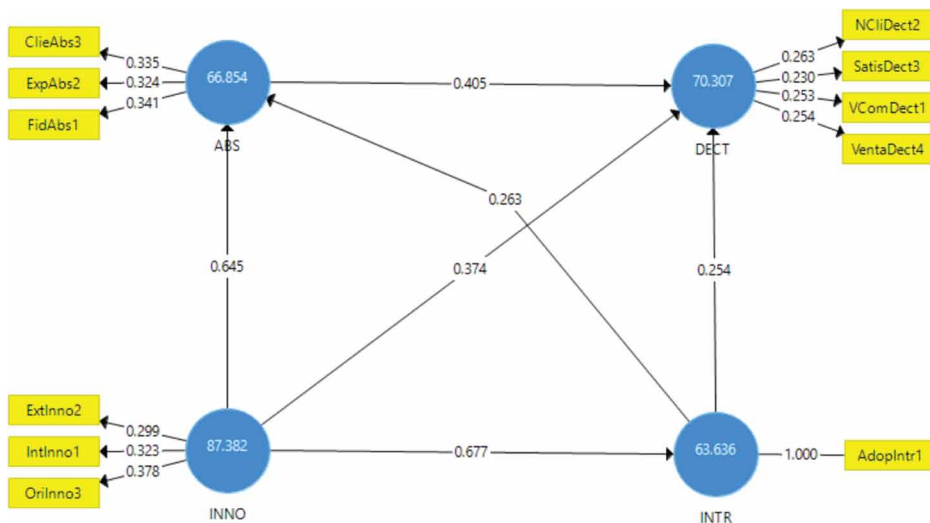 ClieAbs3
ExpAbs2
FidAbs1
0.335
0.324
0.341
66.854
ABS
0.405
70.307
DECT
0.263
0.230
0.253
0.254
NCliDect2
SatisDect3
VComDect1
VentaDect4
0.263
0.645
0.374
0.254
ExtInno2
IntInno1
OriInno3
0.299
0.323
0.378
87.382
INNO
0.677
63.636
INTR
1.000
AdopIntr1